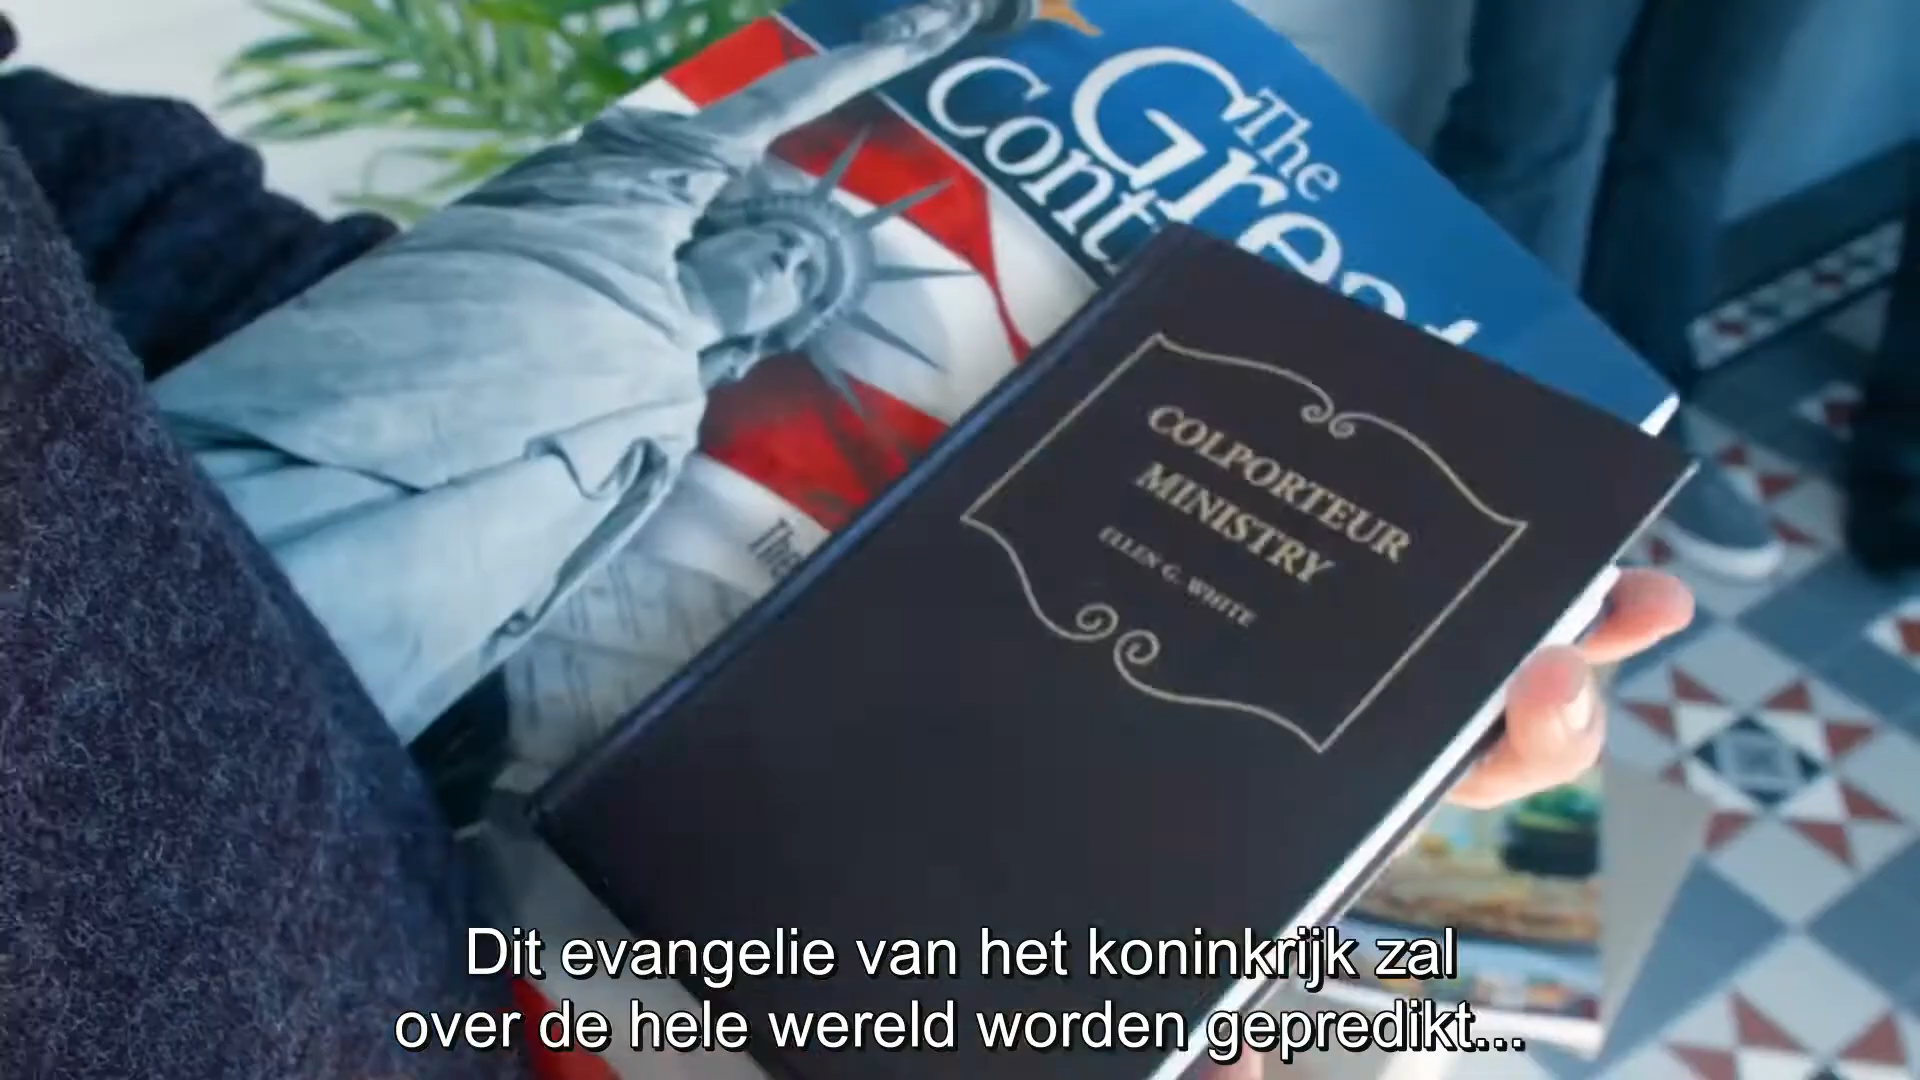 The
Great
Cont
The
COLPORTEUR
MINISTRY
ELLEN G. WHITE
Dit evangelie van het koninkrijk zal
over de hele wereld worden gepredikt...